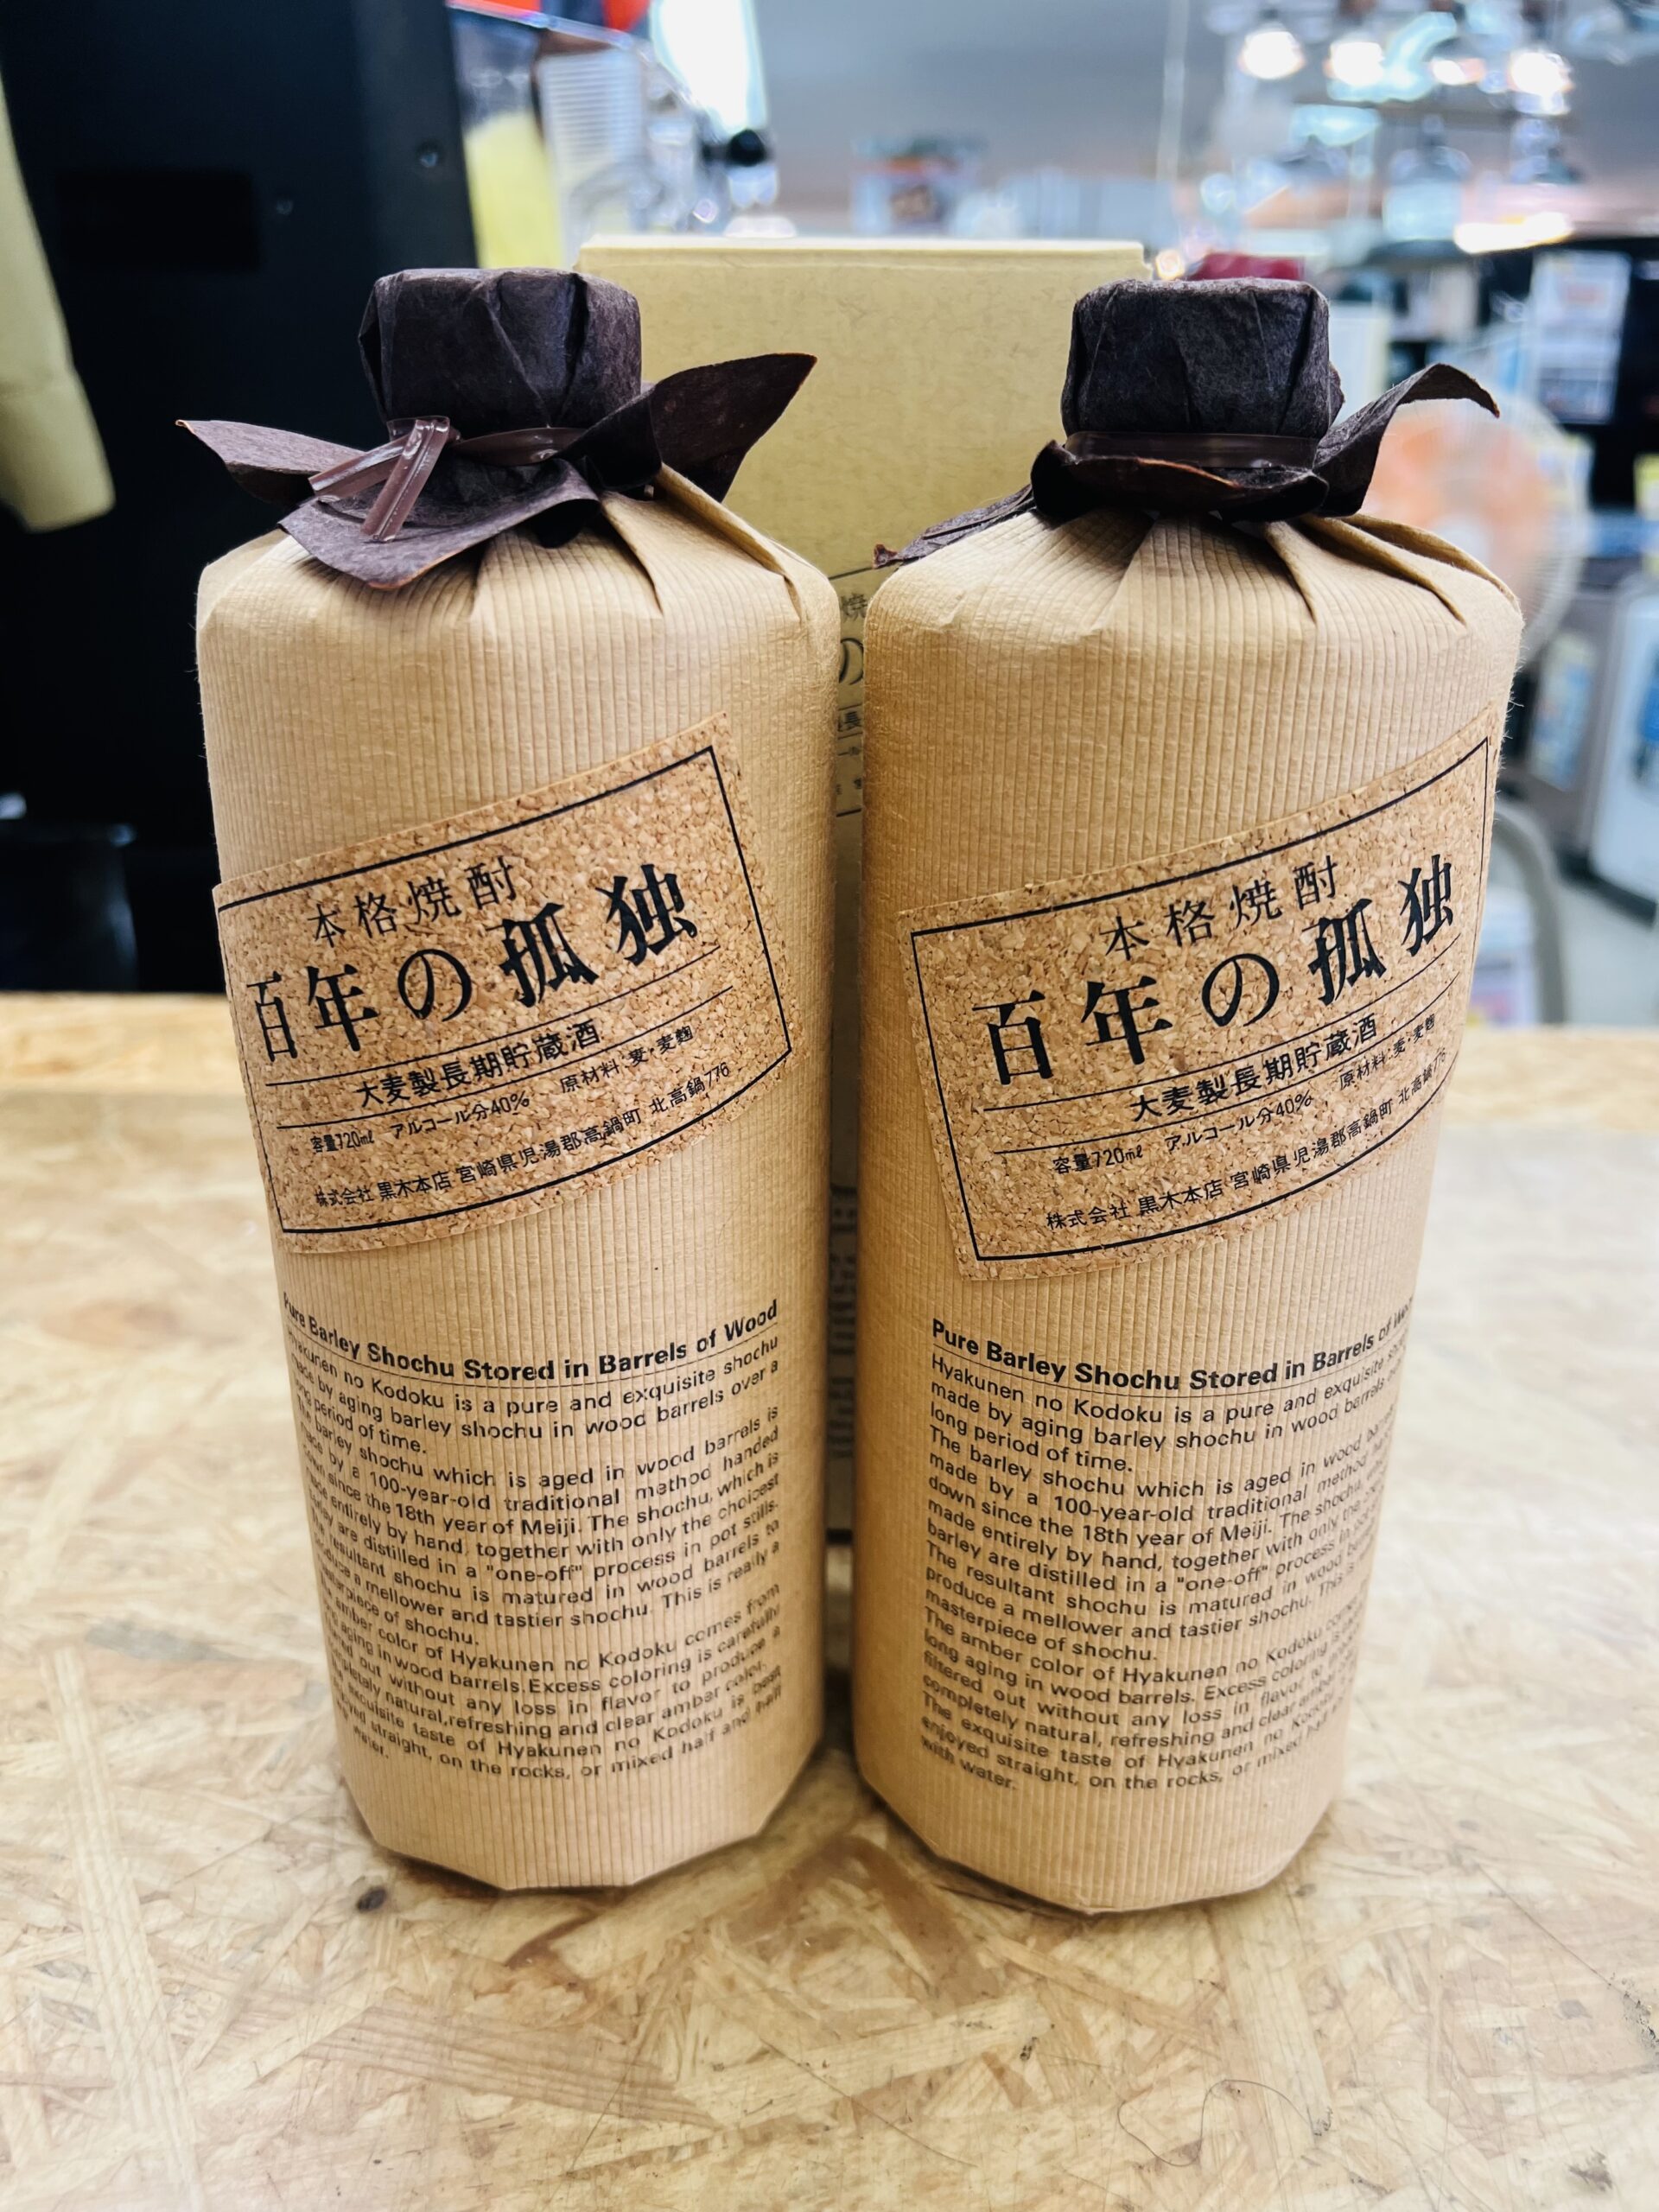 本格焼酎
百年の孤独
大麦製長期貯蔵酒
容量720㎖ アルコール分40% 原材料 麦・麦麹
株式会社 黒木本店 宮崎県児湯郡高鍋町 北高鍋776
Pure Barley Shochu Stored in Barrels of Wood
Hyakunen no Kodoku is a pure and exquisite shochu
made by aging barley shochu in wood barrels over a
long period of time.
The barley shochu which is aged in wood barrels is
made by a 100-year-old traditional method handed
down since the 18th year of Meiji. The shochu, which is
made entirely by hand, together with only the choicest
barley are distilled in a "one-off" process in pot stills.
The resultant shochu is matured in wood barrels to
produce a mellower and tastier shochu. This is really a
masterpiece of shochu.
The amber color of Hyakunen no Kodoku comes from
long aging in wood barrels. Excess coloring is carefully
filtered out without any loss in flavor to produce a
completely natural, refreshing and clear amber color.
The exquisite taste of Hyakunen no Kodoku is best
enjoyed straight, on the rocks, or mixed half and half
with water.
本格焼酎
百年の孤独
大麦製長期貯蔵酒
容量720㎖ アルコール分40% 原材料 麦・麦麹
株式会社 黒木本店 宮崎県児湯郡高鍋町 北高鍋776
Pure Barley Shochu Stored in Barrels of
Hyakunen no Kodoku is a pure and exquisite
made by aging barley shochu in wood barrels
long period of time.
The barley shochu which is aged in wood
made by a 100-year-old traditional method
down since the 18th year of Meiji. The shochu,
made entirely by hand, together with only the
barley are distilled in a "one-off" process in
The resultant shochu is matured in wood
produce a mellower and tastier shochu. This
masterpiece of shochu.
The amber color of Hyakunen no Kodoku
long aging in wood barrels. Excess coloring is
filtered out without any loss in flavor to
completely natural, refreshing and clear
The exquisite taste of Hyakunen no Kodoku
enjoyed straight, on the rocks, or mixed
with water.